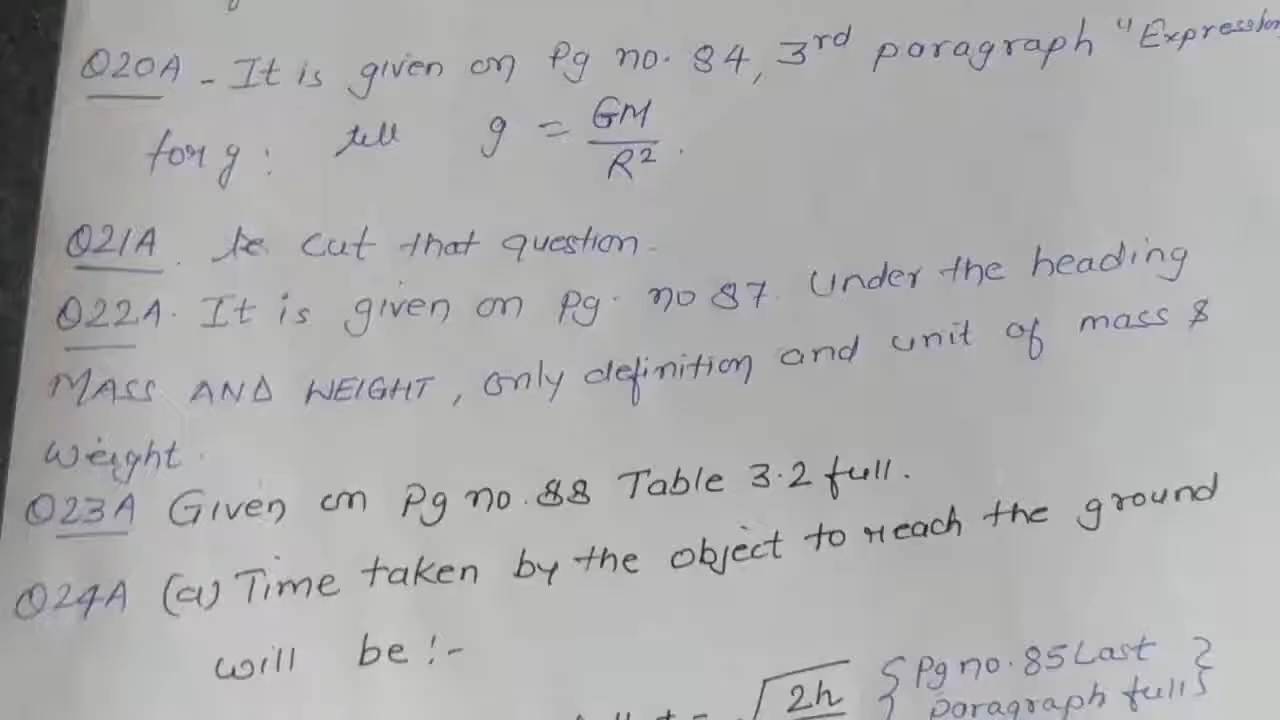 Q20A - It is given on Pg no. 84, 3rd paragraph "Expression
for g: tell g = GM/R²
Q21A. cut that question.
Q22A. It is given on Pg. no 87. Under the heading
MASS AND WEIGHT, only definition and unit of mass &
weight.
Q23A Given on Pg no. 88 Table 3.2 full.
Q24A (a) Time taken by the object to reach the ground
will be :-
t = √2h { Pg no. 85 Last
paragraph full }